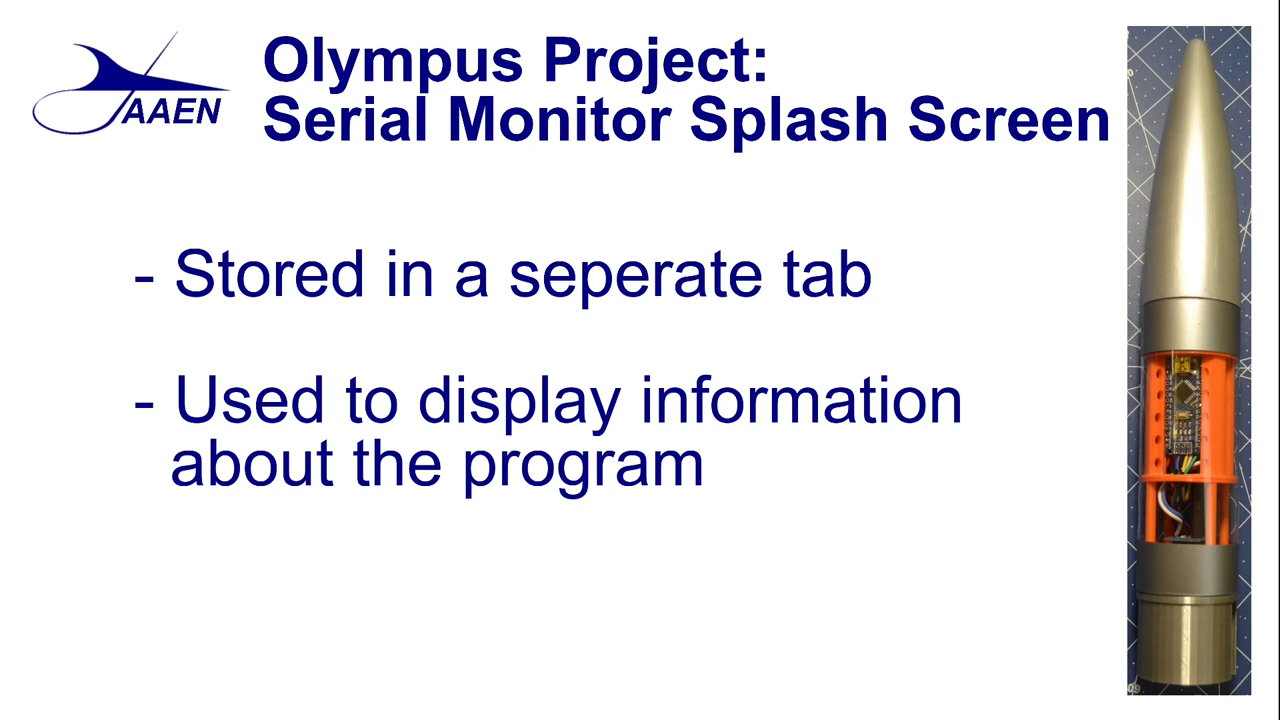 AAEN
Olympus Project:
Serial Monitor Splash Screen
- Stored in a seperate tab
- Used to display information
about the program